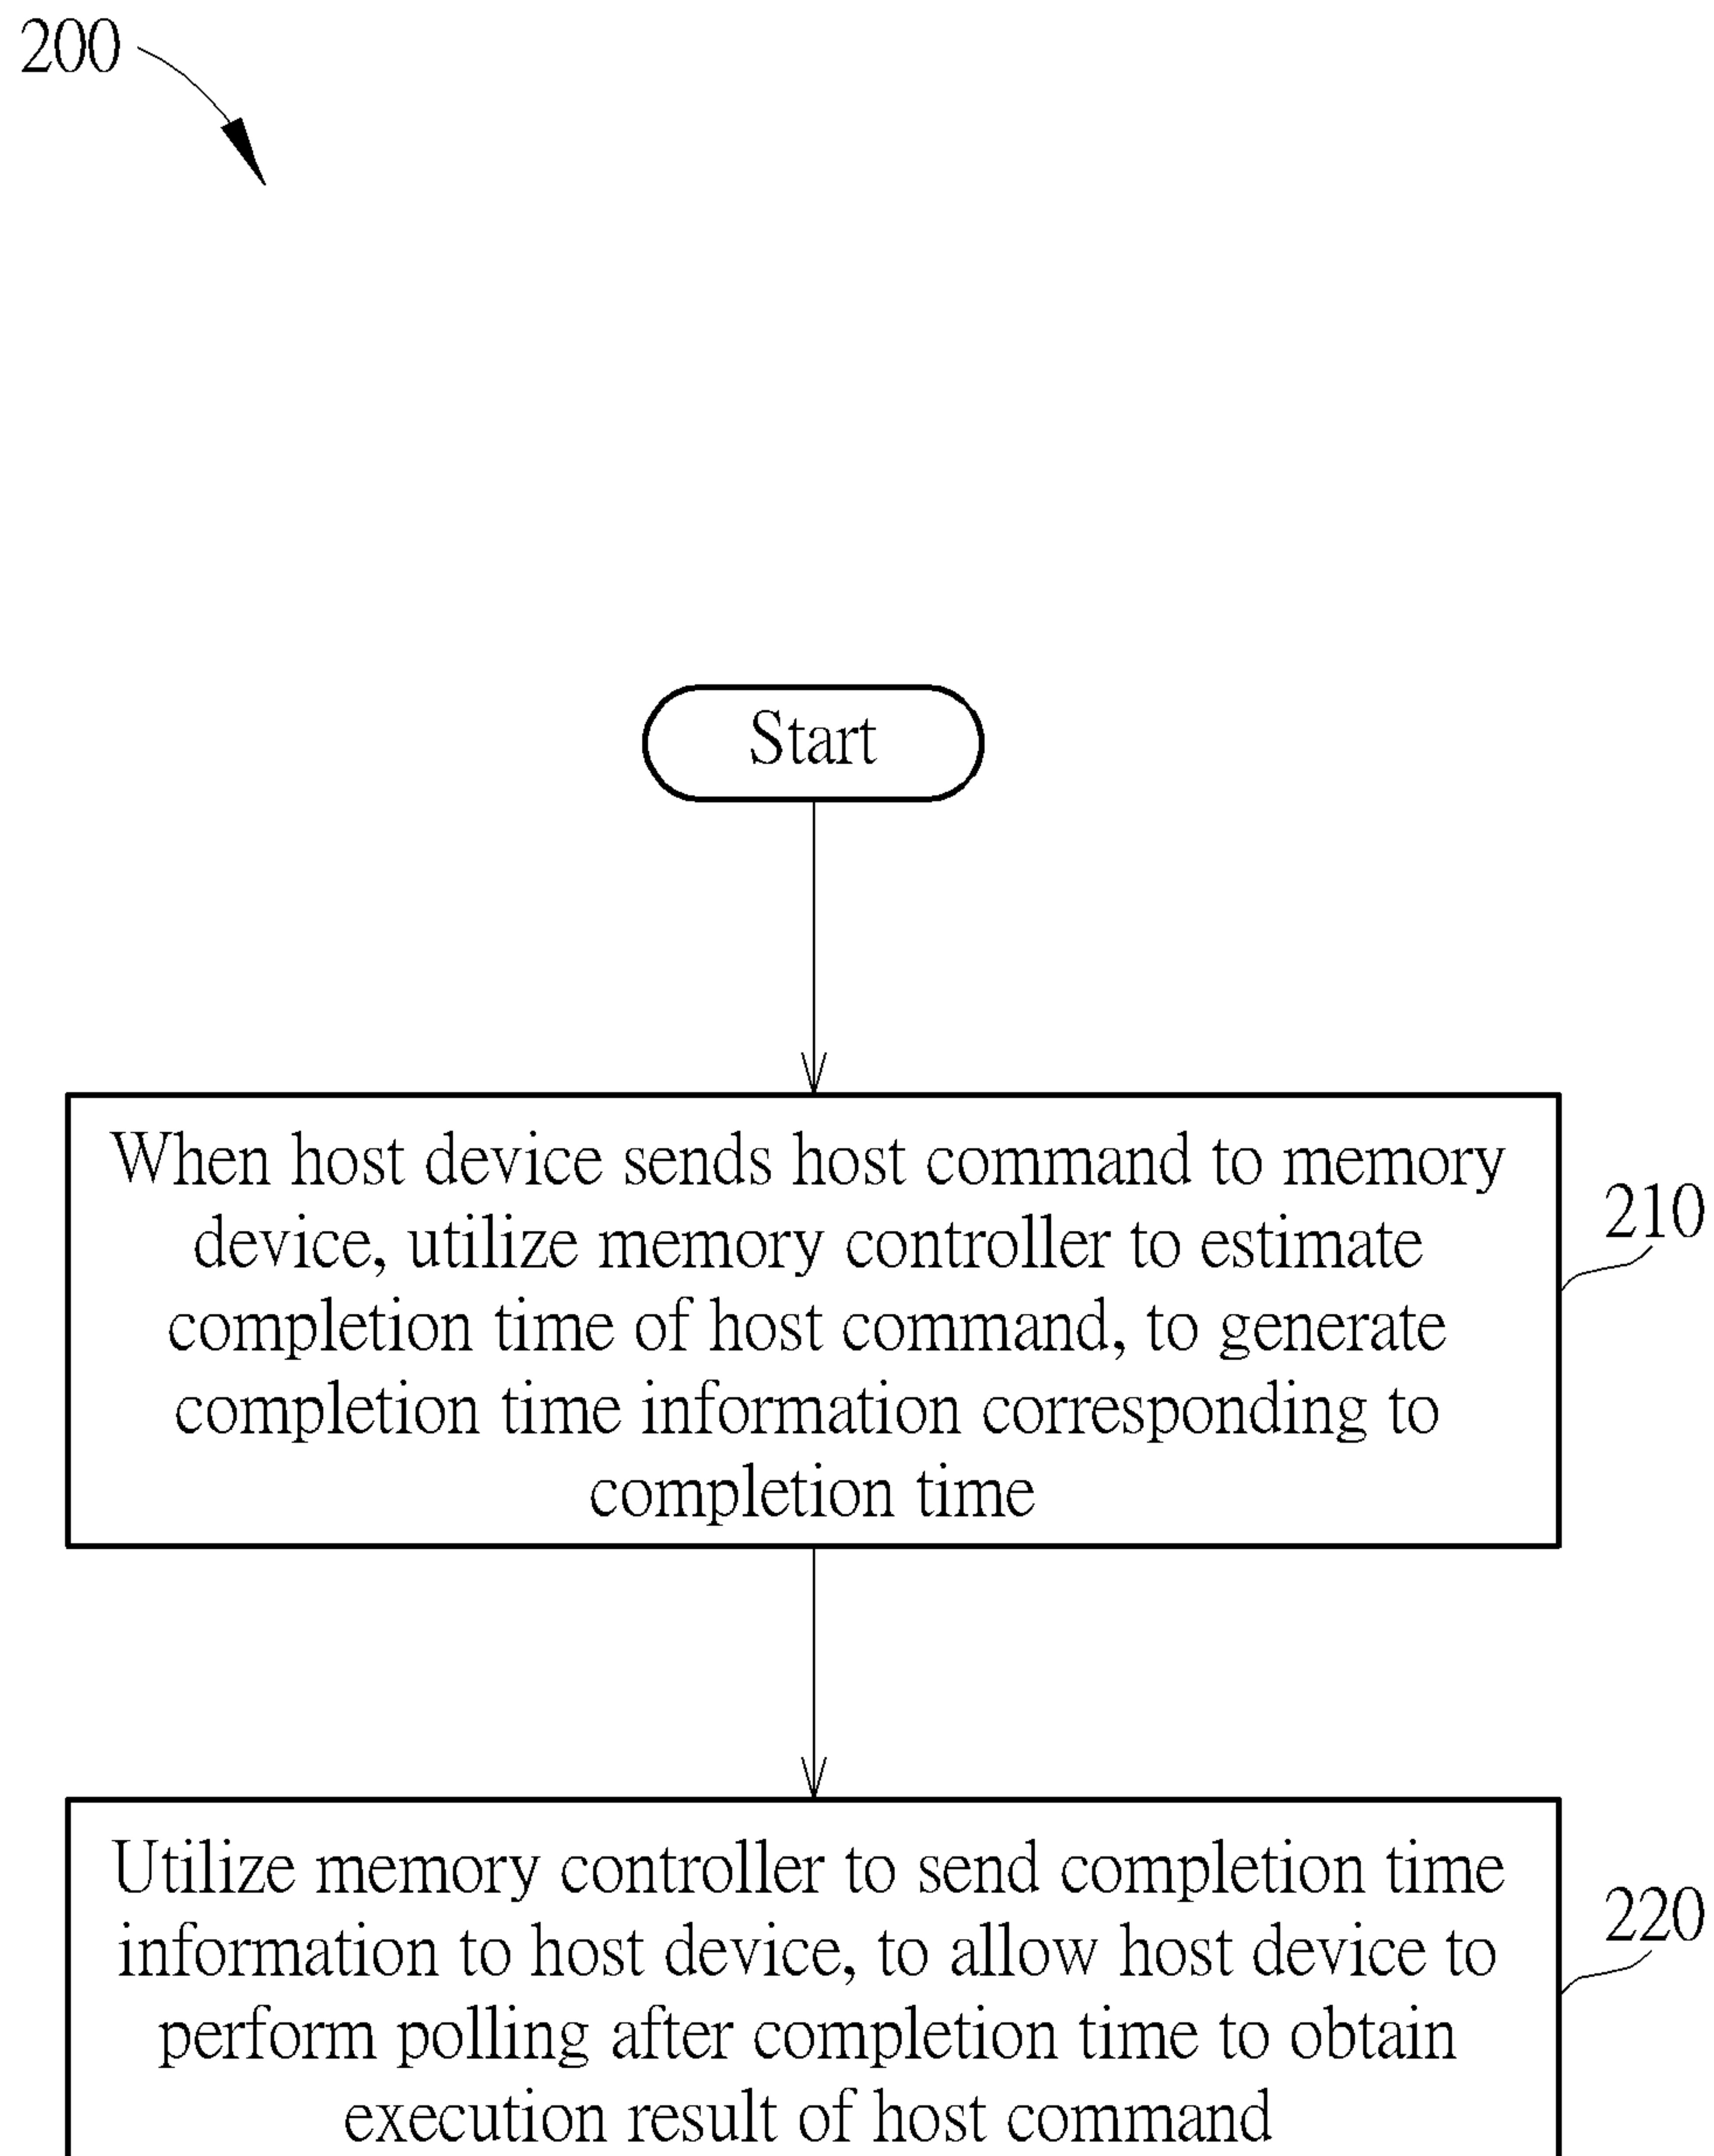 200
Start
When host device sends host command to memory
device, utilize memory controller to estimate
completion time of host command, to generate
completion time information corresponding to
completion time
210
Utilize memory controller to send completion time
information to host device, to allow host device to
perform polling after completion time to obtain
execution result of host command
220